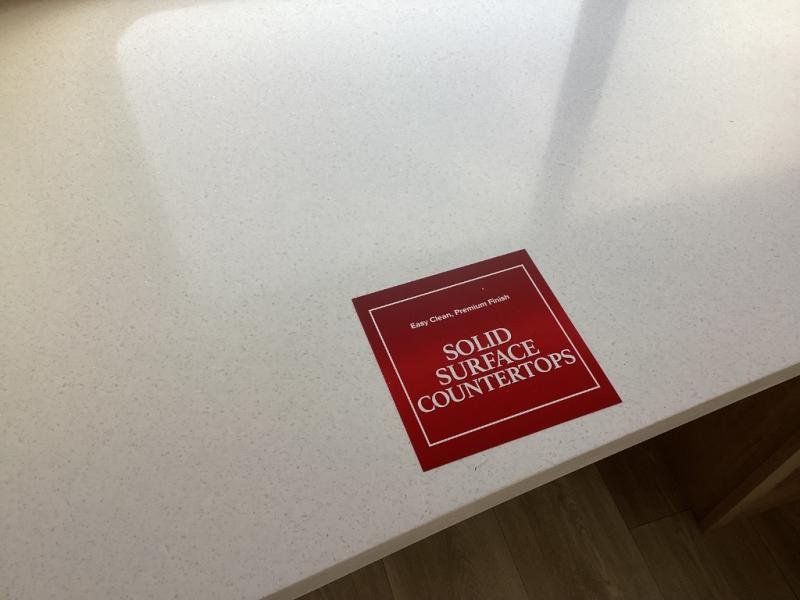 Easy Clean, Premium Finish
SOLID
SURFACE
COUNTERTOPS